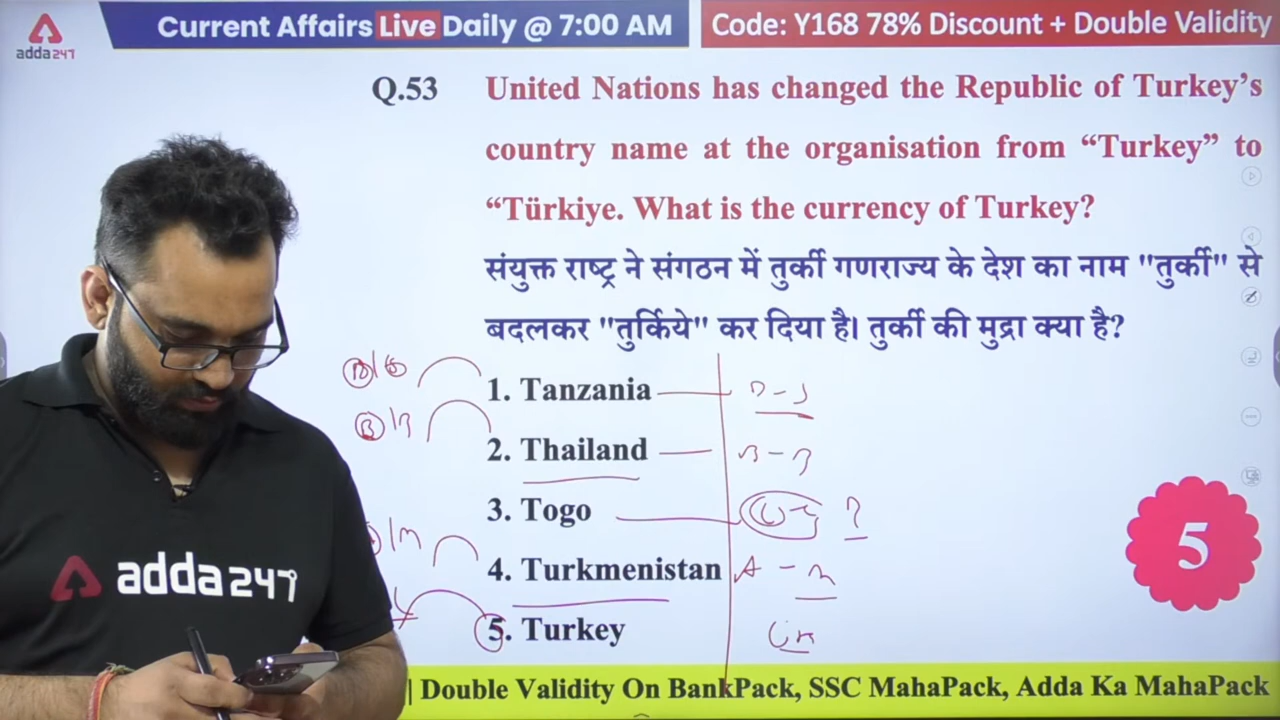 Current Affairs Live Daily @ 7:00 AM
Code: Y168 78% Discount + Double Validity
adda247
Q.53 United Nations has changed the Republic of Turkey’s
country name at the organisation from “Turkey” to
“Türkiye. What is the currency of Turkey?
संयुक्त राष्ट्र ने संगठन में तुर्की गणराज्य के देश का नाम "तुर्की" से
बदलकर "तुर्किये" कर दिया है। तुर्की की मुद्रा क्या है?
1. Tanzania
2. Thailand
3. Togo
4. Turkmenistan
5. Turkey
5
adda247
| Double Validity On BankPack, SSC MahaPack, Adda Ka MahaPack